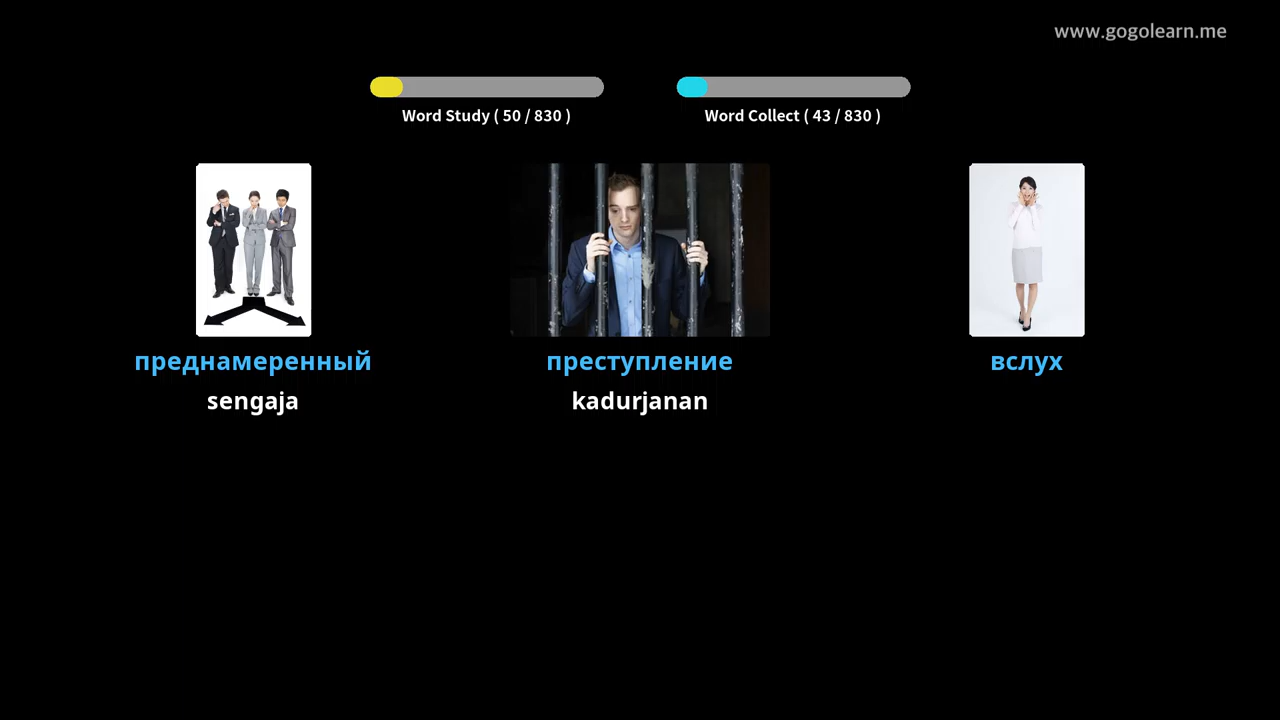 www.gogolearn.me
Word Study ( 50 / 830 )
Word Collect ( 43 / 830 )
преднамеренный
преступление
вслух
sengaja
kadurjanan